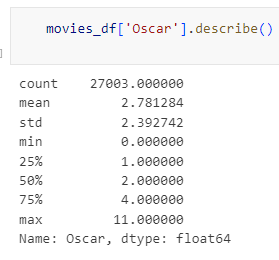 movies_df['Oscar'].describe()
count 27003.000000
mean 2.781284
std 2.392742
min 0.000000
25% 1.000000
50% 2.000000
75% 4.000000
max 11.000000
Name: Oscar, dtype: float64